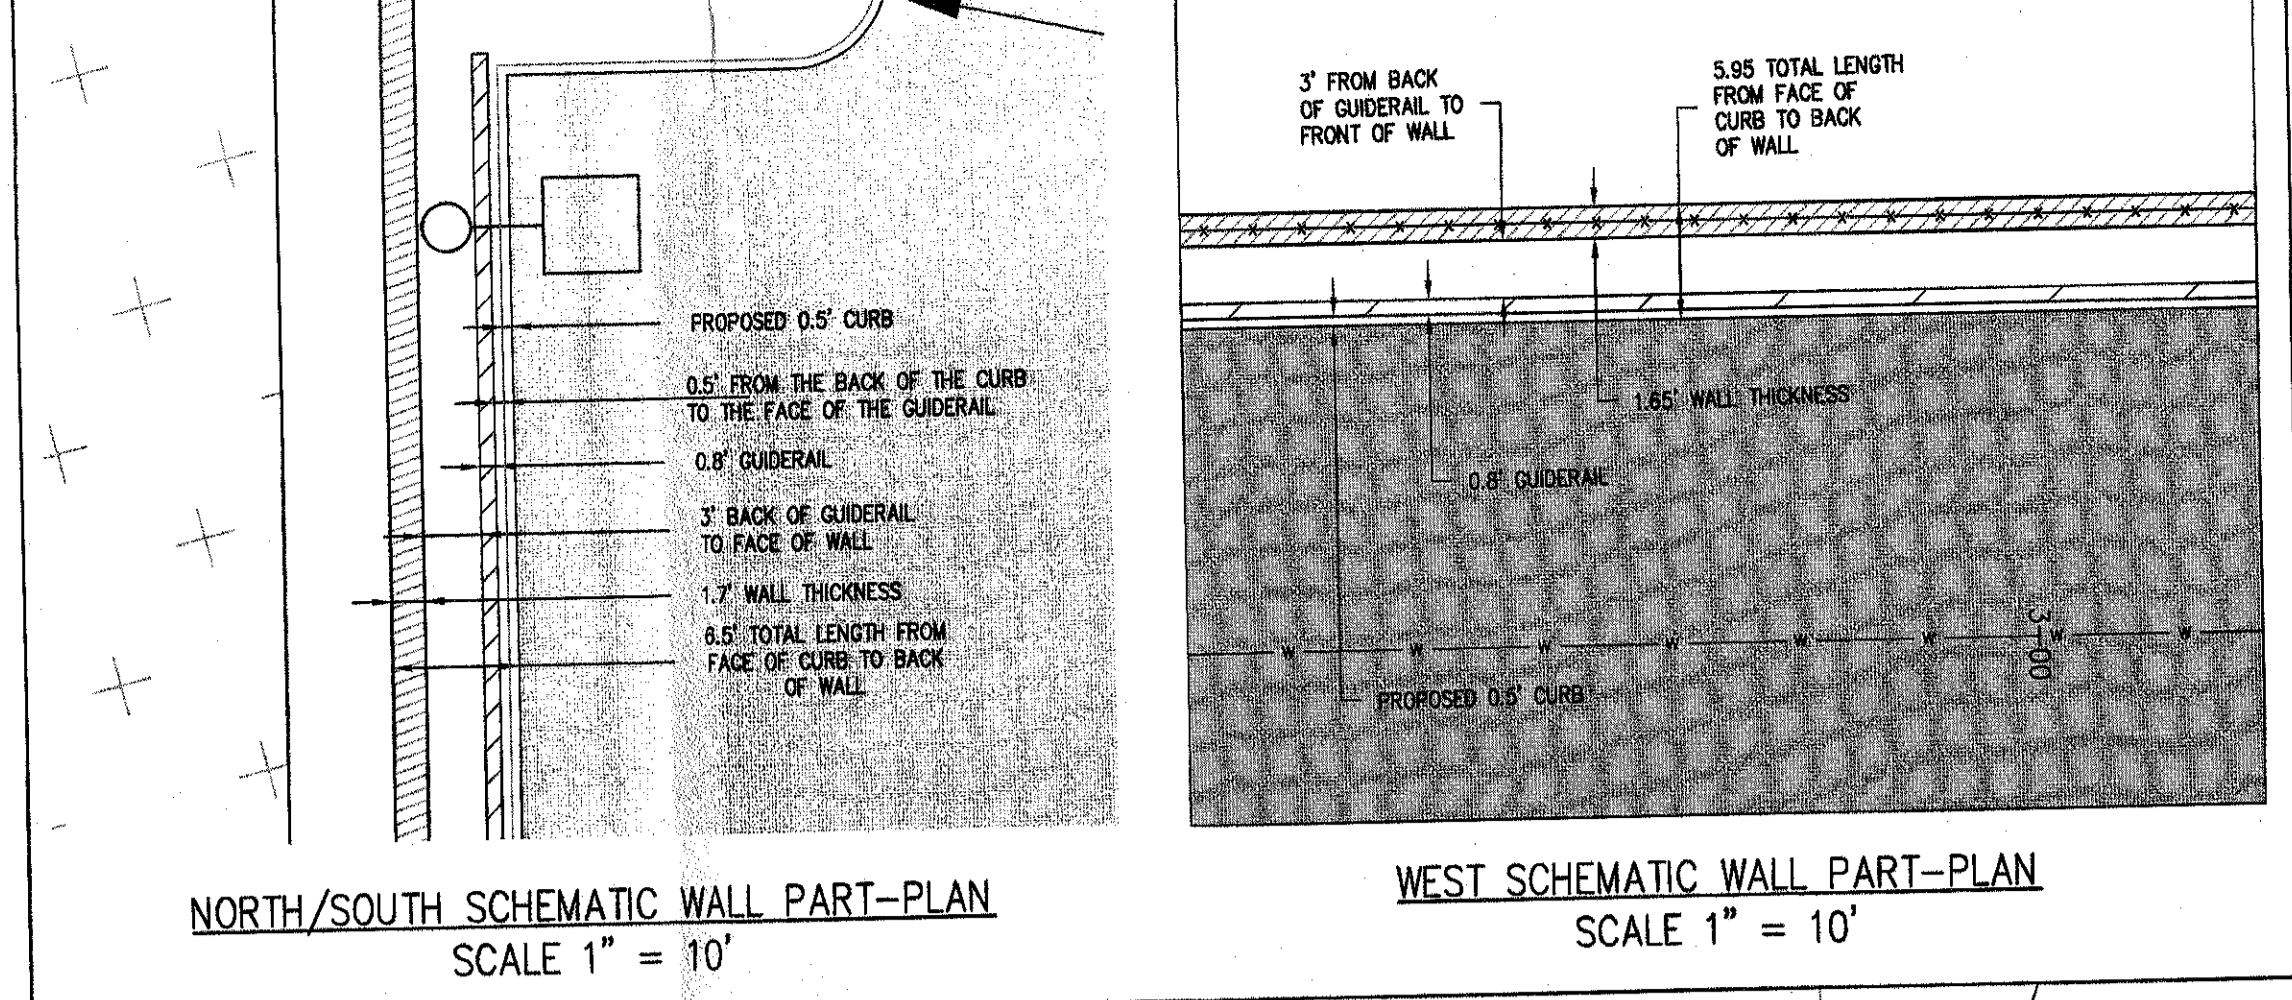 PROPOSED 0.5' CURB
0.5' FROM THE BACK OF THE CURB
TO THE FACE OF THE GUIDERAIL
0.8' GUIDERAIL
3' BACK OF GUIDERAIL
TO FACE OF WALL
1.7' WALL THICKNESS
6.5' TOTAL LENGTH FROM
FACE OF CURB TO BACK
OF WALL
NORTH/SOUTH SCHEMATIC WALL PART-PLAN
SCALE 1" = 10'
3' FROM BACK
OF GUIDERAIL TO
FRONT OF WALL
5.95 TOTAL LENGTH
FROM FACE OF
CURB TO BACK
OF WALL
1.65' WALL THICKNESS
0.8' GUIDERAIL
W W W W W W W W
3-00
PROPOSED 0.5' CURB
WEST SCHEMATIC WALL PART-PLAN
SCALE 1" = 10'